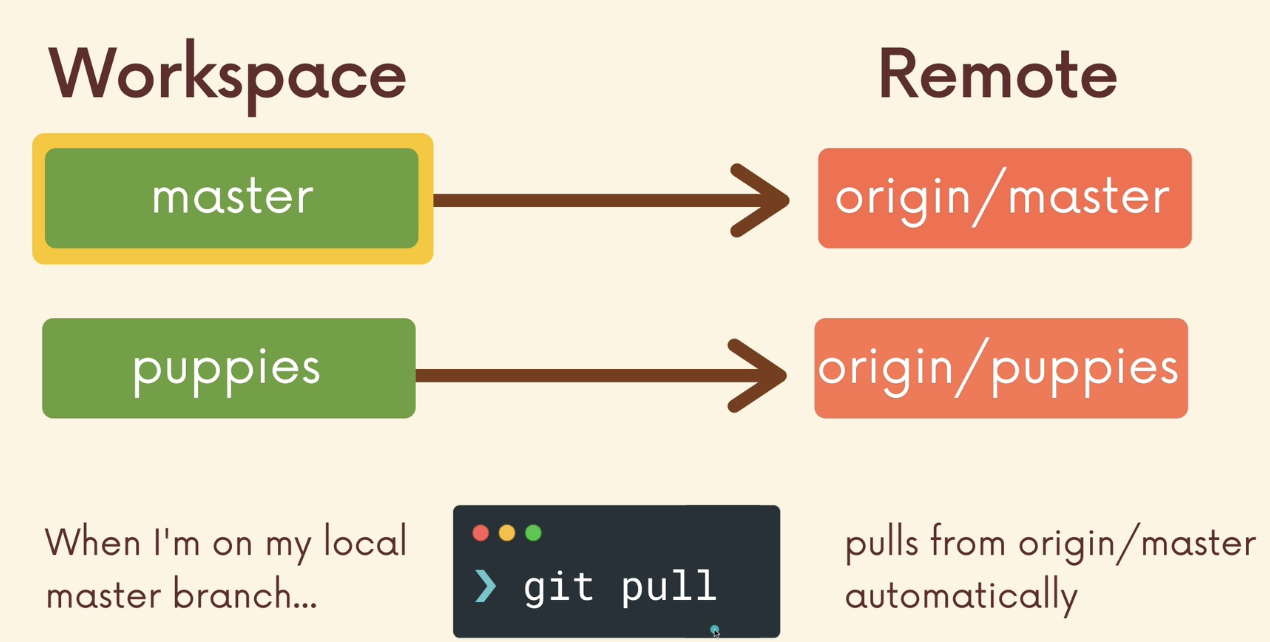 Workspace
Remote
master
origin/master
puppies
origin/puppies
When I'm on my local
master branch...
❯ git pull
pulls from origin/master
automatically